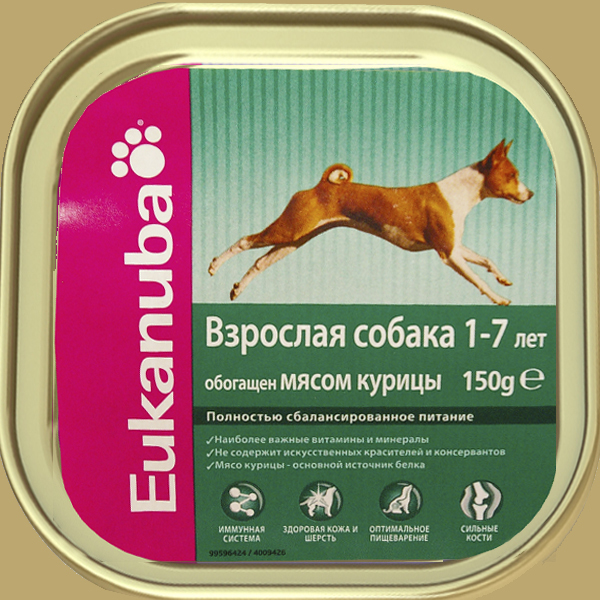 Eukanuba
Взрослая собака 1-7 лет
обогащен мясом курицы 150g ℮
Полностью сбалансированное питание
✓Наиболее важные витамины и минералы
✓Не содержит искусственных красителей и консервантов
✓Мясо курицы - основной источник белка
ИММУННАЯ СИСТЕМА
ЗДОРОВАЯ КОЖА И ШЕРСТЬ
ОПТИМАЛЬНОЕ ПИЩЕВАРЕНИЕ
СИЛЬНЫЕ КОСТИ
99596424 / 4009426